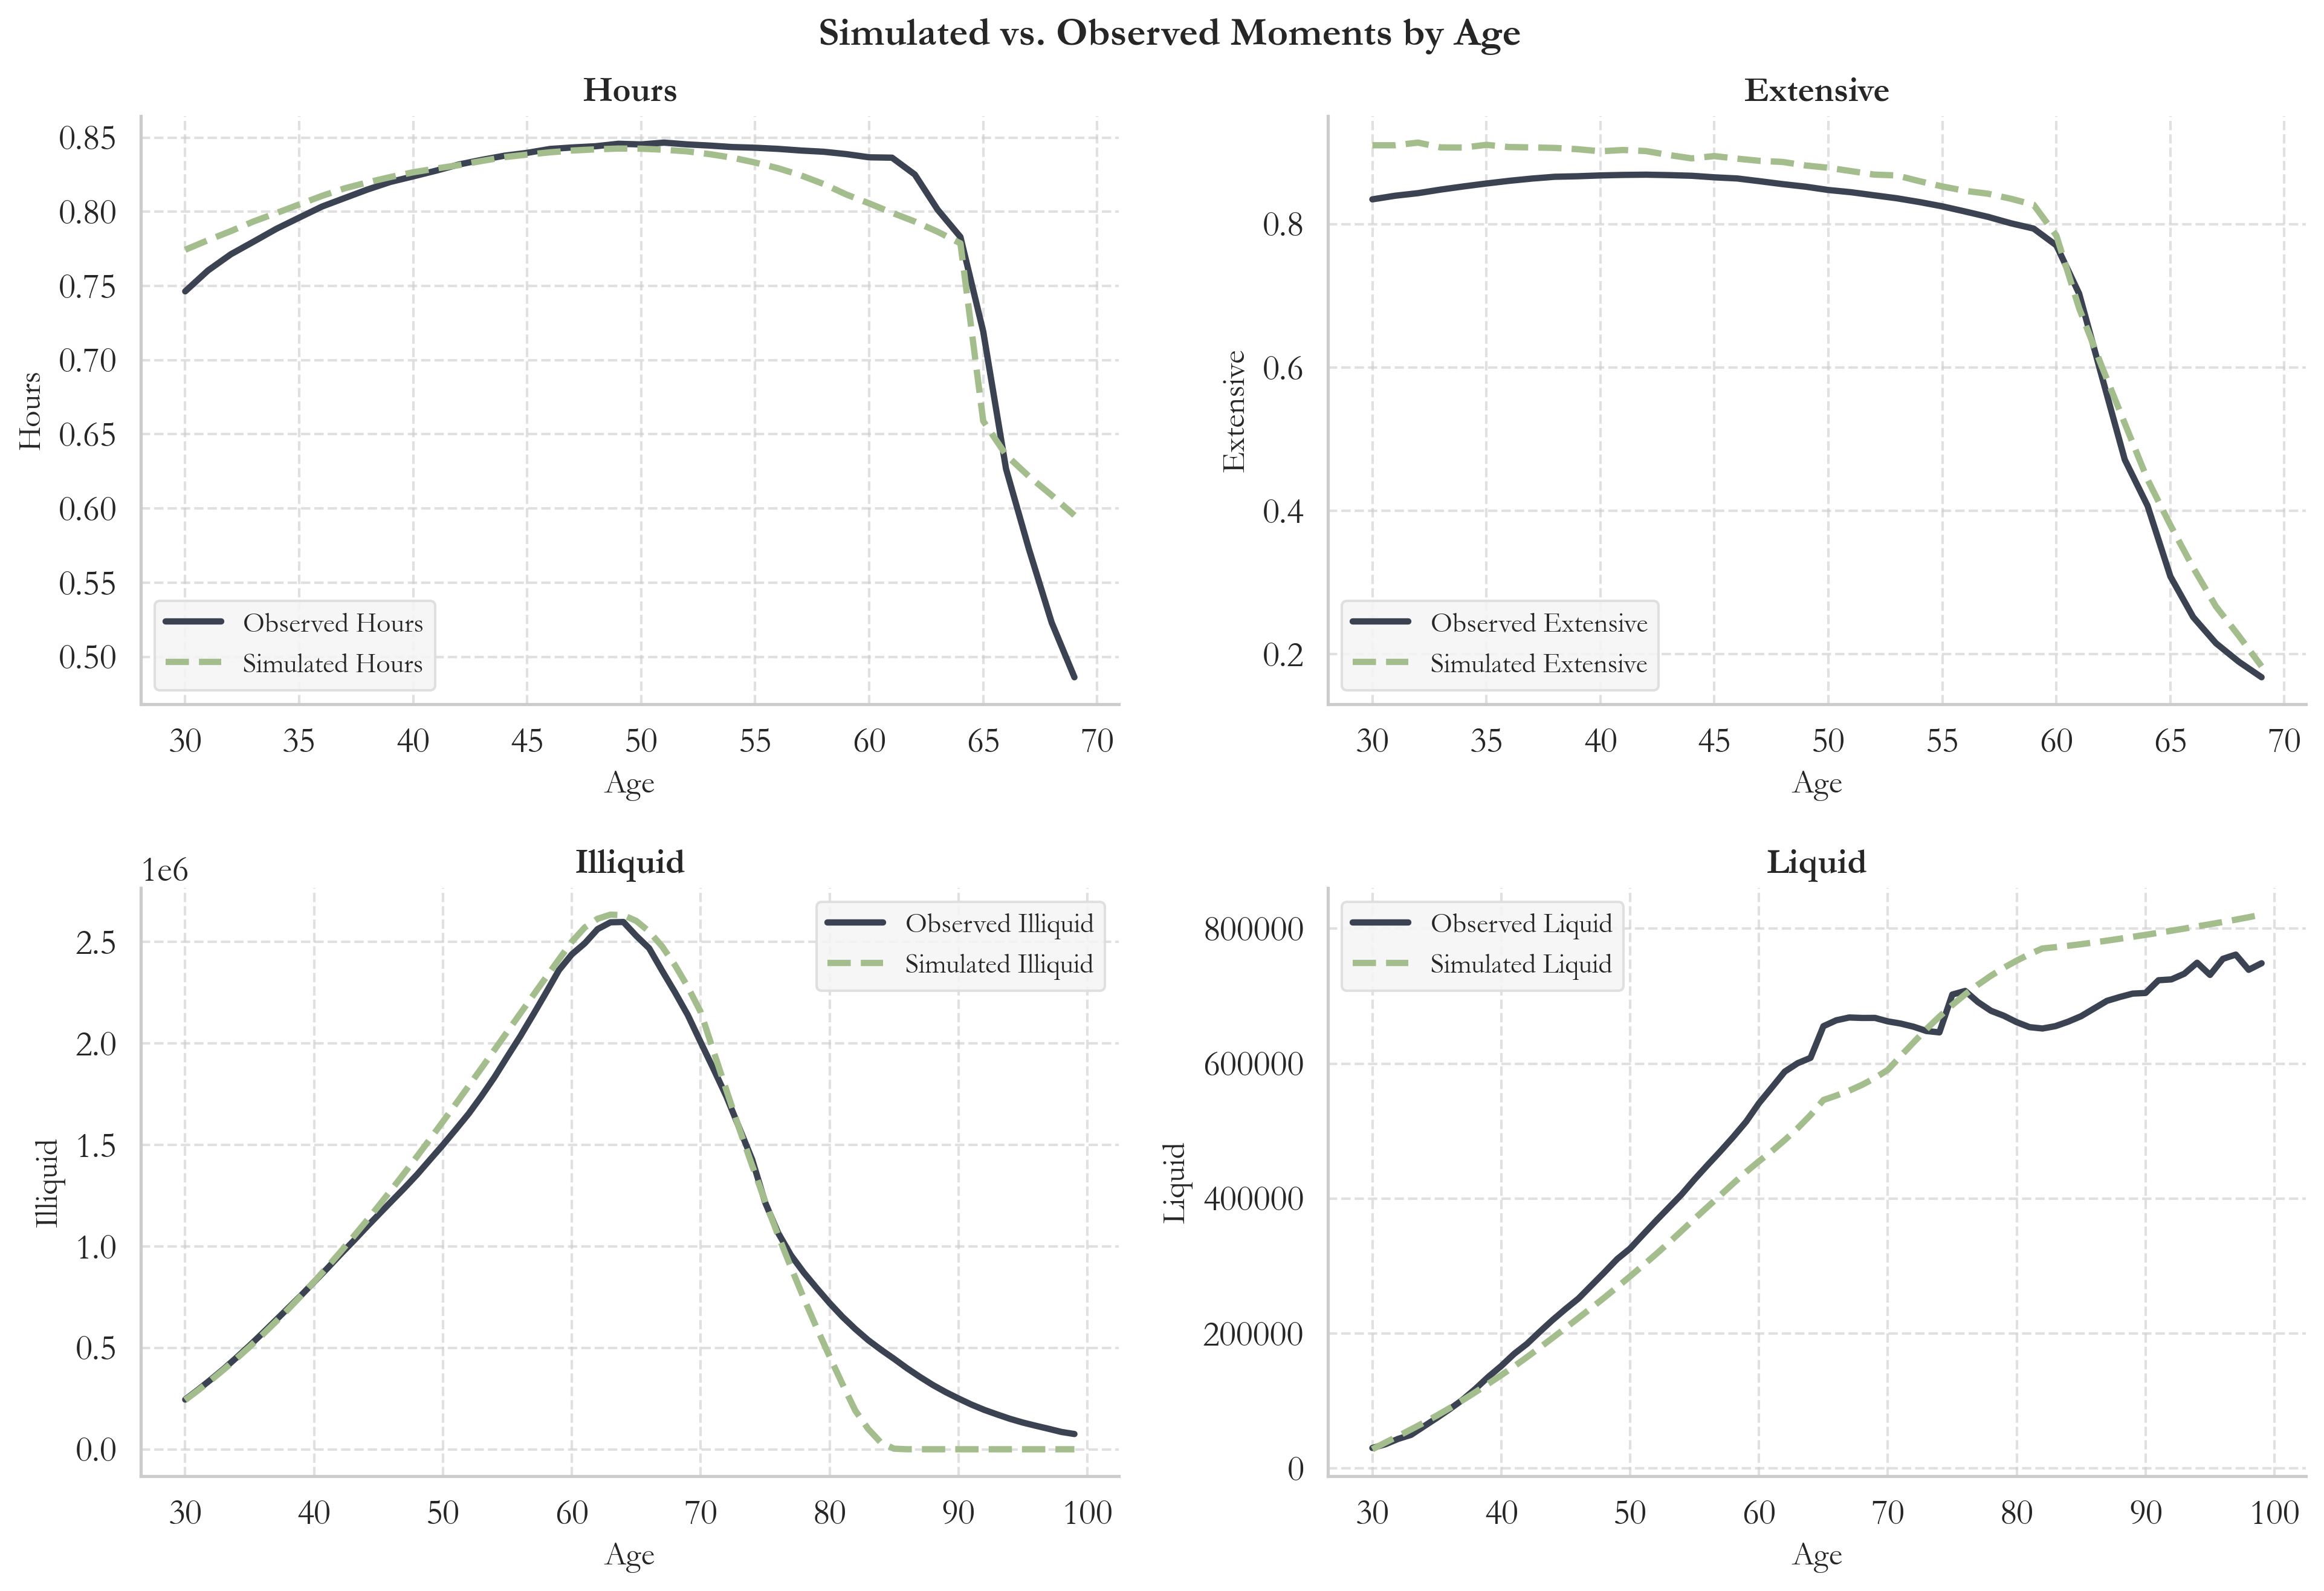 Simulated vs. Observed Moments by Age
Hours
0.85
0.80
0.75
0.70
0.65
0.60
0.55
0.50
Hours
Observed Hours
Simulated Hours
30 35 40 45 50 55 60 65 70
Age
Extensive
0.8
0.6
0.4
0.2
Extensive
Observed Extensive
Simulated Extensive
30 35 40 45 50 55 60 65 70
Age
Illiquid
1e6
2.5
2.0
1.5
1.0
0.5
0.0
Illiquid
Observed Illiquid
Simulated Illiquid
30 40 50 60 70 80 90 100
Age
Liquid
800000
600000
400000
200000
0
Liquid
Observed Liquid
Simulated Liquid
30 40 50 60 70 80 90 100
Age